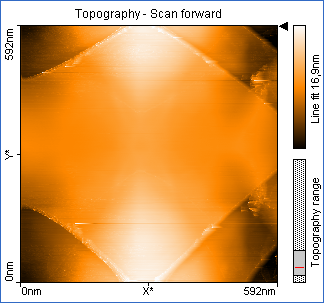 Topography - Scan forward
592nm
Y*
0nm
0nm
X*
592nm
Line fit 16,9nm
Topography range